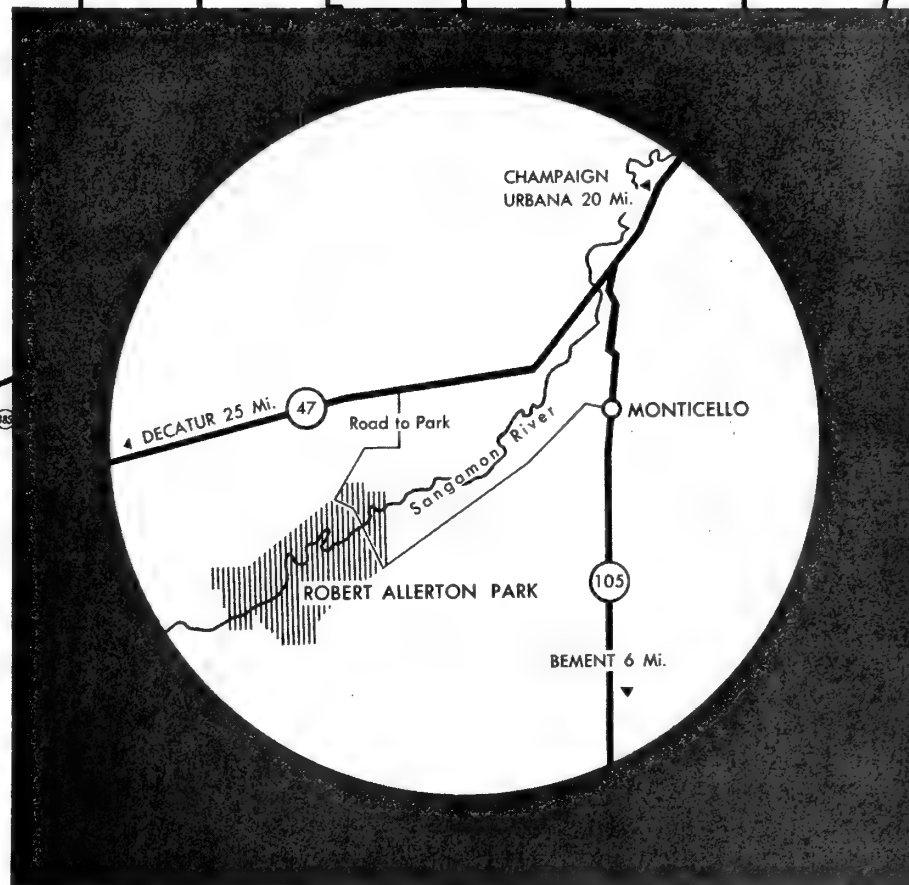 CHAMPAIGN
URBANA 20 Mi.
DECATUR 25 Mi.
47
Road to Park
Sangamon River
MONTICELLO
ROBERT ALLERTON PARK
105
BEMENT 6 Mi.